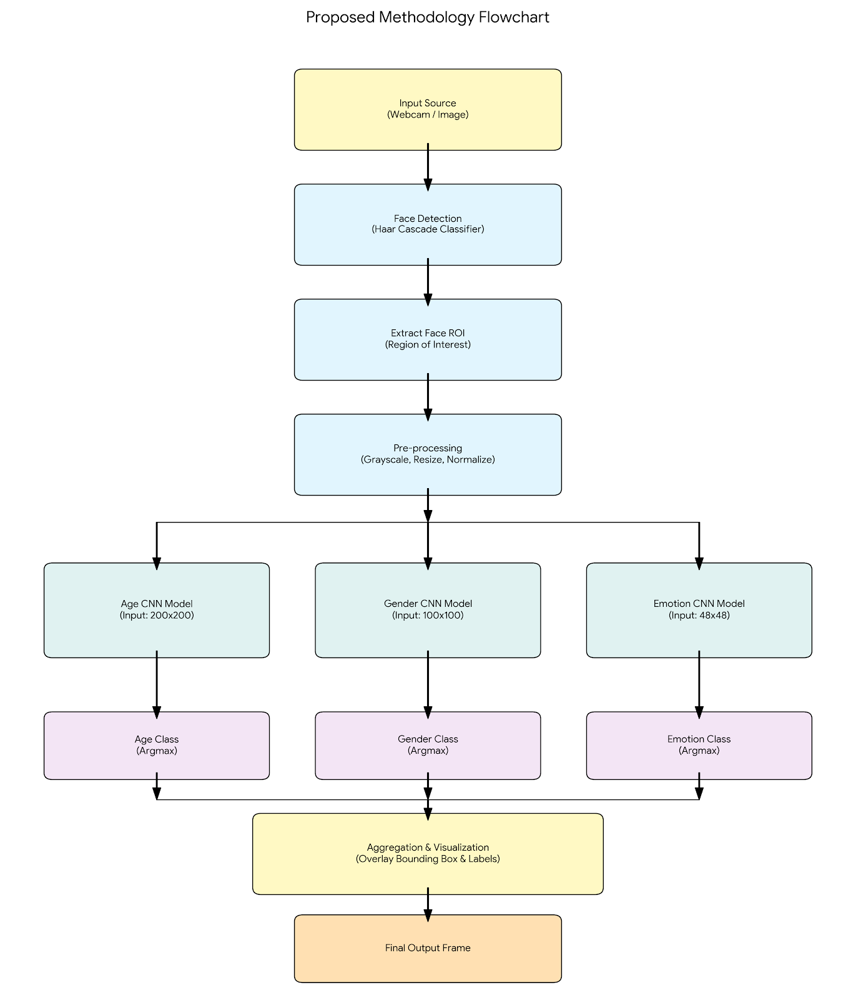 Proposed Methodology Flowchart
Input Source
(Webcam / Image)
Face Detection
(Haar Cascade Classifier)
Extract Face ROI
(Region of Interest)
Pre-processing
(Grayscale, Resize, Normalize)
Age CNN Model
(Input: 200x200)
Gender CNN Model
(Input: 100x100)
Emotion CNN Model
(Input: 48x48)
Age Class
(Argmax)
Gender Class
(Argmax)
Emotion Class
(Argmax)
Aggregation & Visualization
(Overlay Bounding Box & Labels)
Final Output Frame